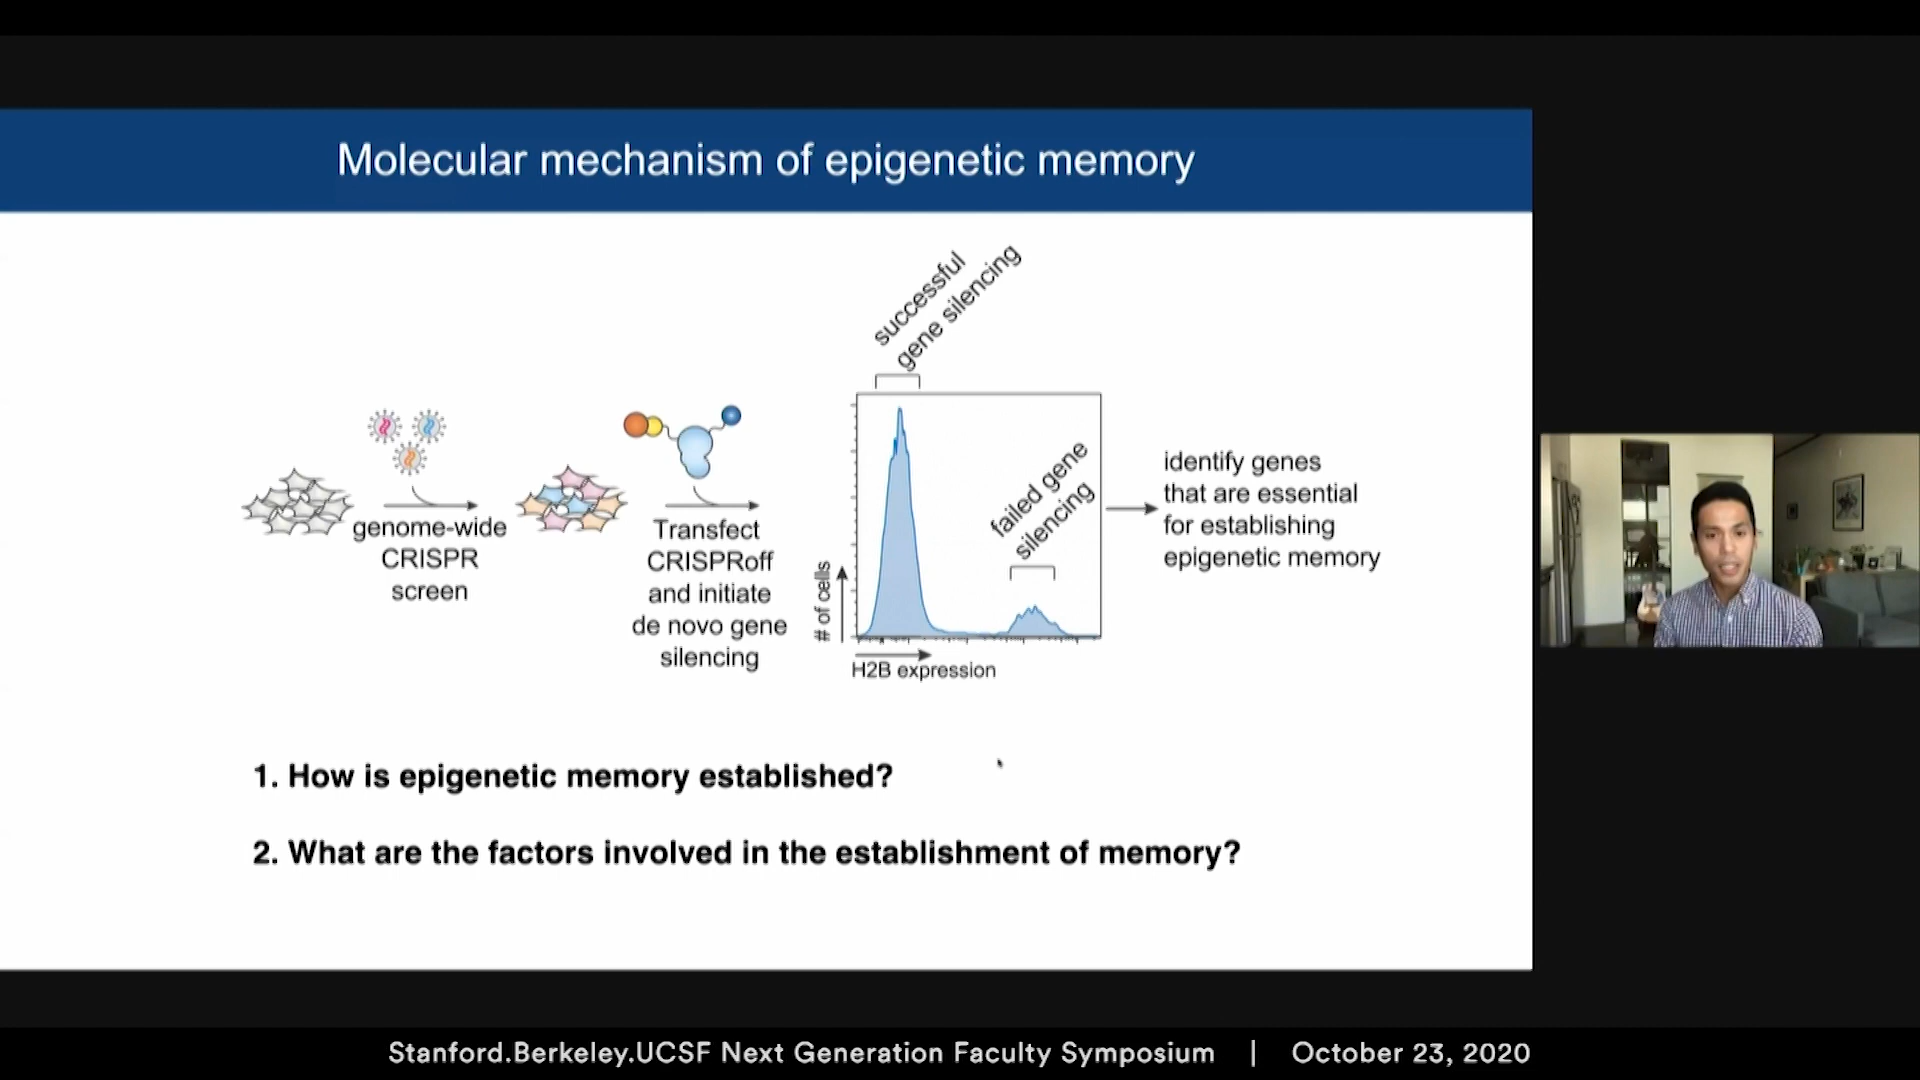 Molecular mechanism of epigenetic memory
successful
gene silencing
failed gene
silencing
genome-wide
CRISPR
screen
Transfect
CRISPRoff
and initiate
de novo gene
silencing
# of cells
H2B expression
identify genes
that are essential
for establishing
epigenetic memory
1. How is epigenetic memory established?
2. What are the factors involved in the establishment of memory?
Stanford.Berkeley.UCSF Next Generation Faculty Symposium | October 23, 2020